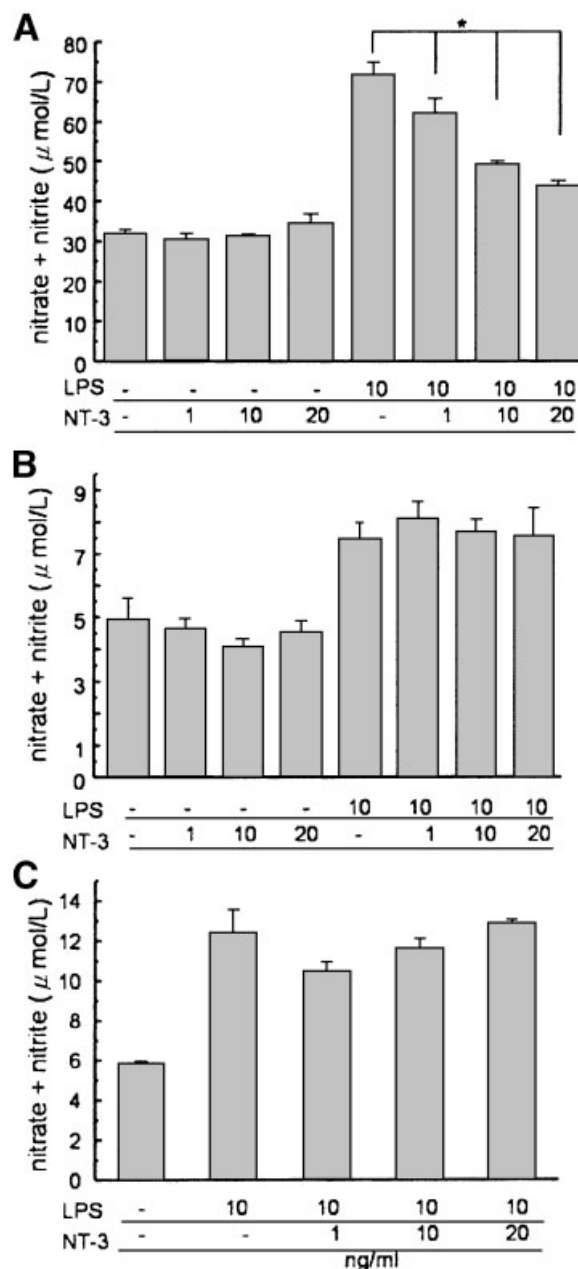 A
*
nitrate + nitrite ( μ mol/L)
80
70
60
50
40
30
20
10
0
LPS - - - - 10 10 10 10
NT-3 - 1 10 20 - 1 10 20
B
nitrate + nitrite ( μ mol/L)
9
7
5
3
1
0
LPS - - - - 10 10 10 10
NT-3 - 1 10 20 - 1 10 20
C
nitrate + nitrite ( μ mol/L)
14
12
10
8
6
4
2
0
LPS - 10 10 10 10
NT-3 - - 1 10 20
ng/ml